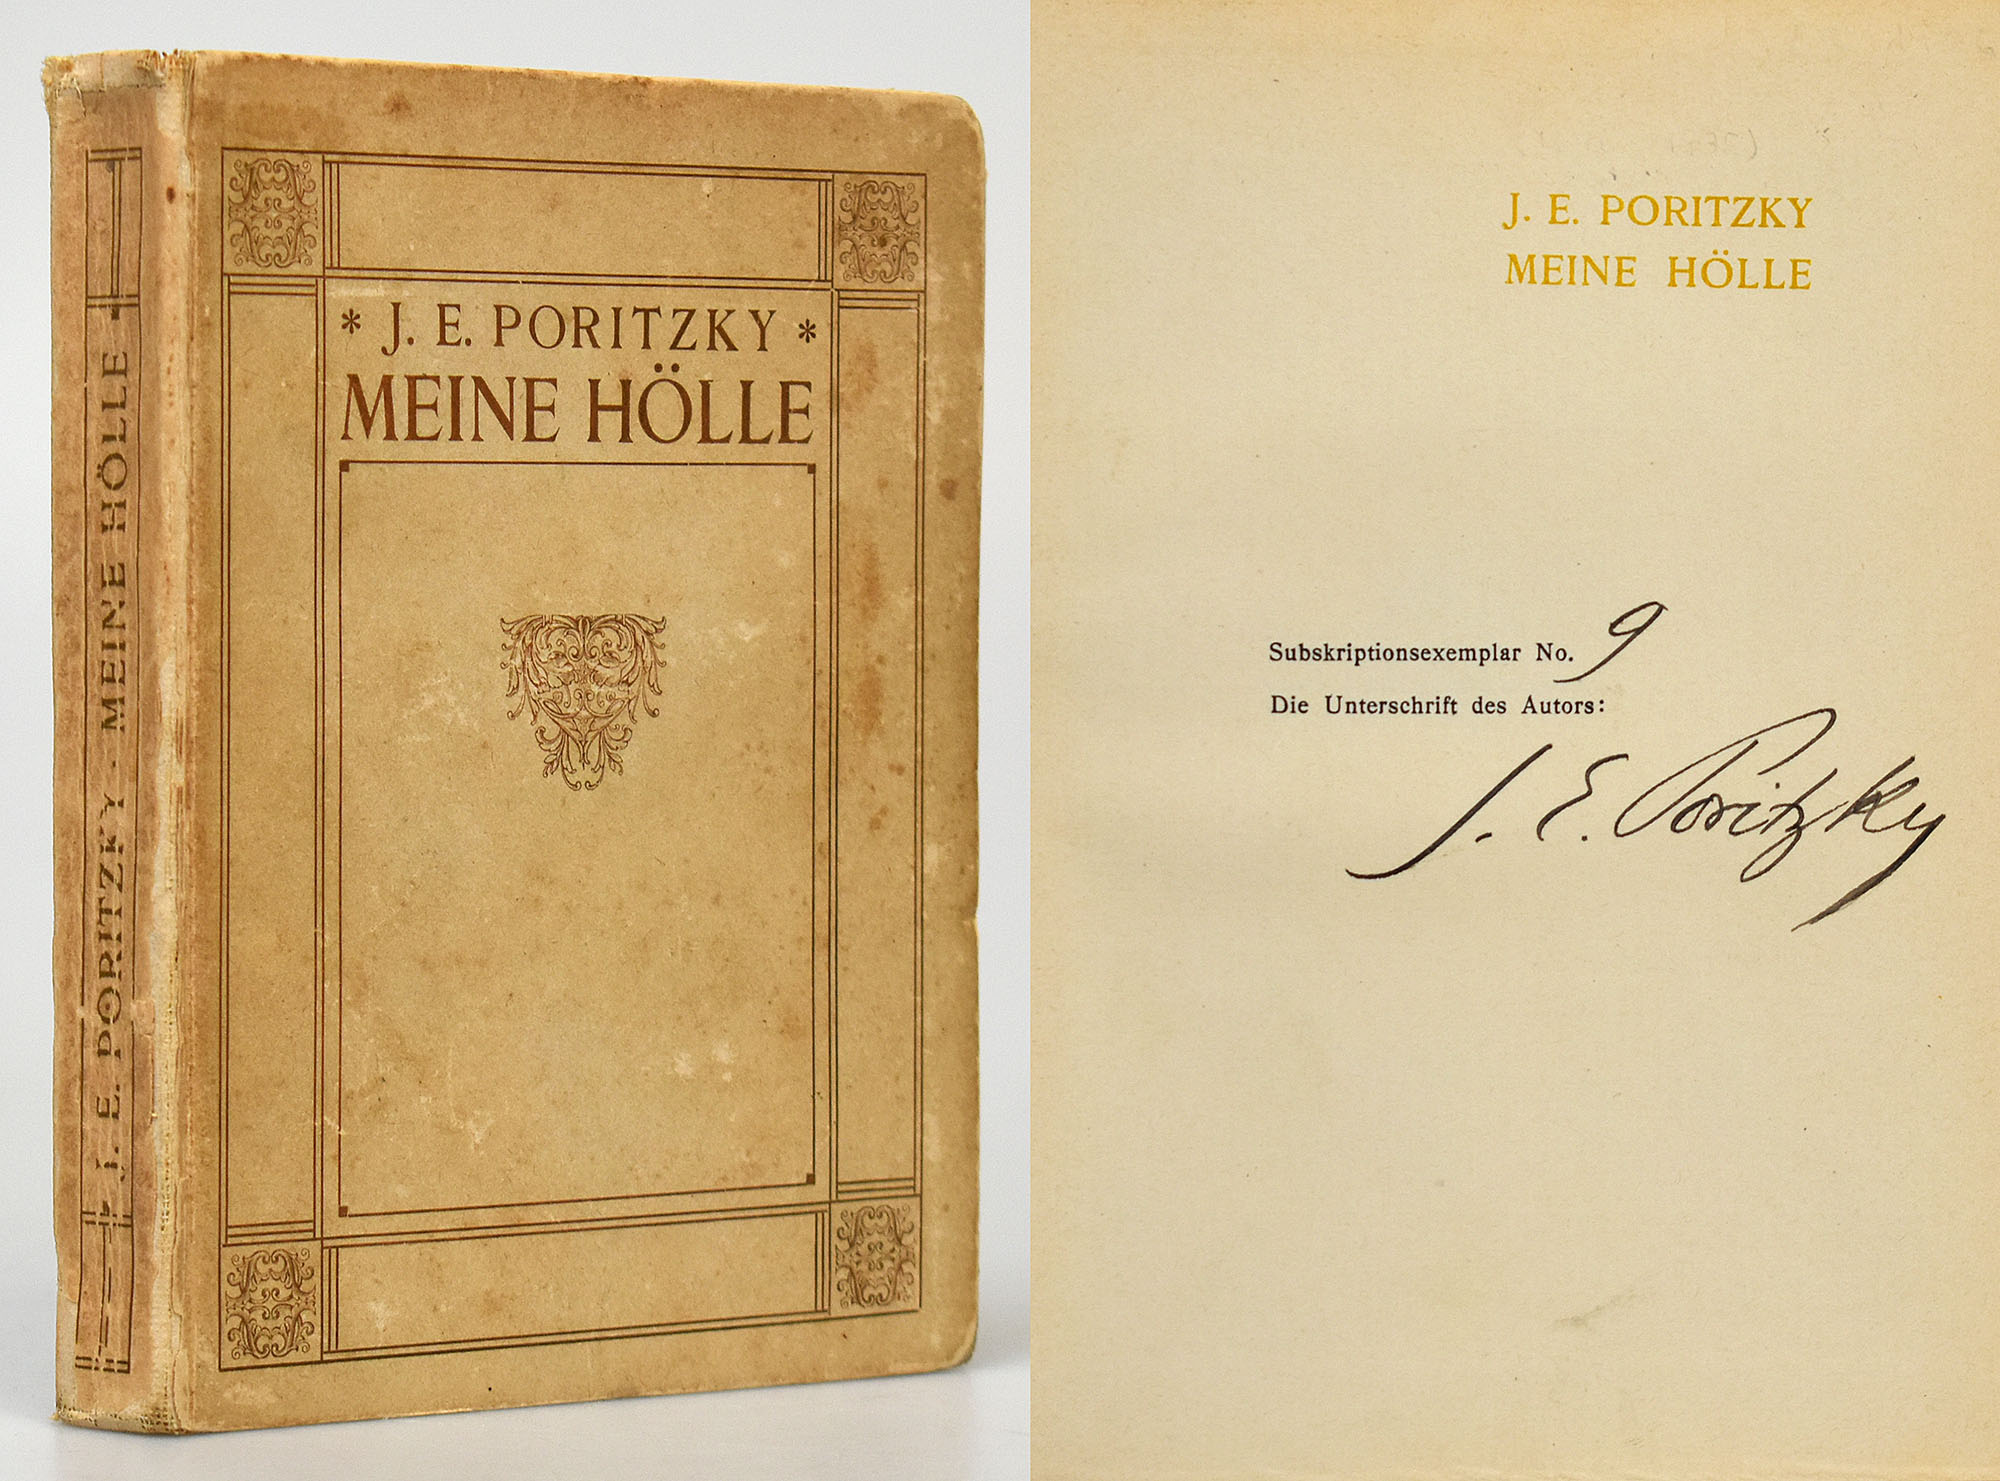 J. E. PORITZKY · MEINE HÖLLE
* J. E. PORITZKY *
MEINE HÖLLE
J. E. PORITZKY
MEINE HÖLLE
Subskriptionsexemplar No. 9
Die Unterschrift des Autors:
J. E. Poritzky